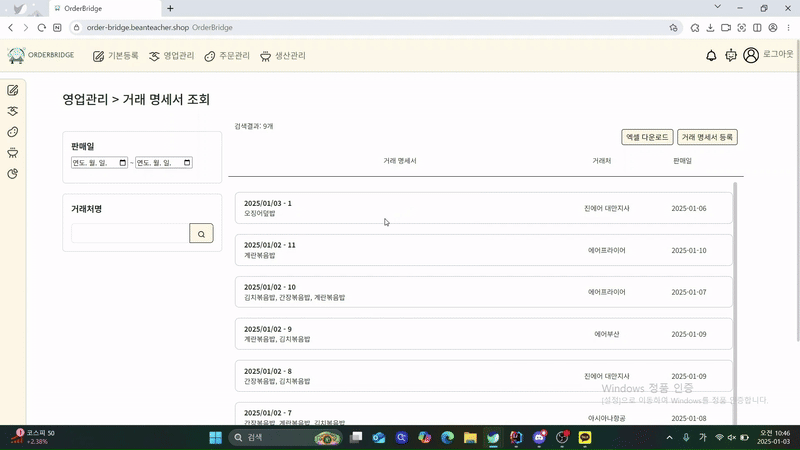 OrderBridge
order-bridge.beanteacher.shop OrderBridge
ORDERBRIDGE 기본등록 영업관리 주문관리 생산관리 로그아웃
영업관리 > 거래 명세서 조회
검색결과: 9개
엑셀 다운로드 거래 명세서 등록
판매일
연도. 월. 일. ~ 연도. 월. 일.
거래처명
거래 명세서 거래처 판매일
2025/01/03 - 1
오징어덮밥
진에어 대만지사 2025-01-06
2025/01/02 - 11
계란볶음밥
에어프라이어 2025-01-10
2025/01/02 - 10
김치볶음밥, 간장볶음밥, 계란볶음밥
에어프라이어 2025-01-07
2025/01/02 - 9
계란볶음밥, 김치볶음밥
에어부산 2025-01-09
2025/01/02 - 8
간장볶음밥, 김치볶음밥
진에어 대만지사 2025-01-09
2025/01/02 - 7
간장볶음밥, 계란볶음밥, 김치볶음밥
아시아나항공 2025-01-08
Windows 정품 인증
[설정]으로 이동하여 Windows를 정품 인증합니다.
1
코스피 50
+2.38%
검색
가
오전 10:46
2025-01-03